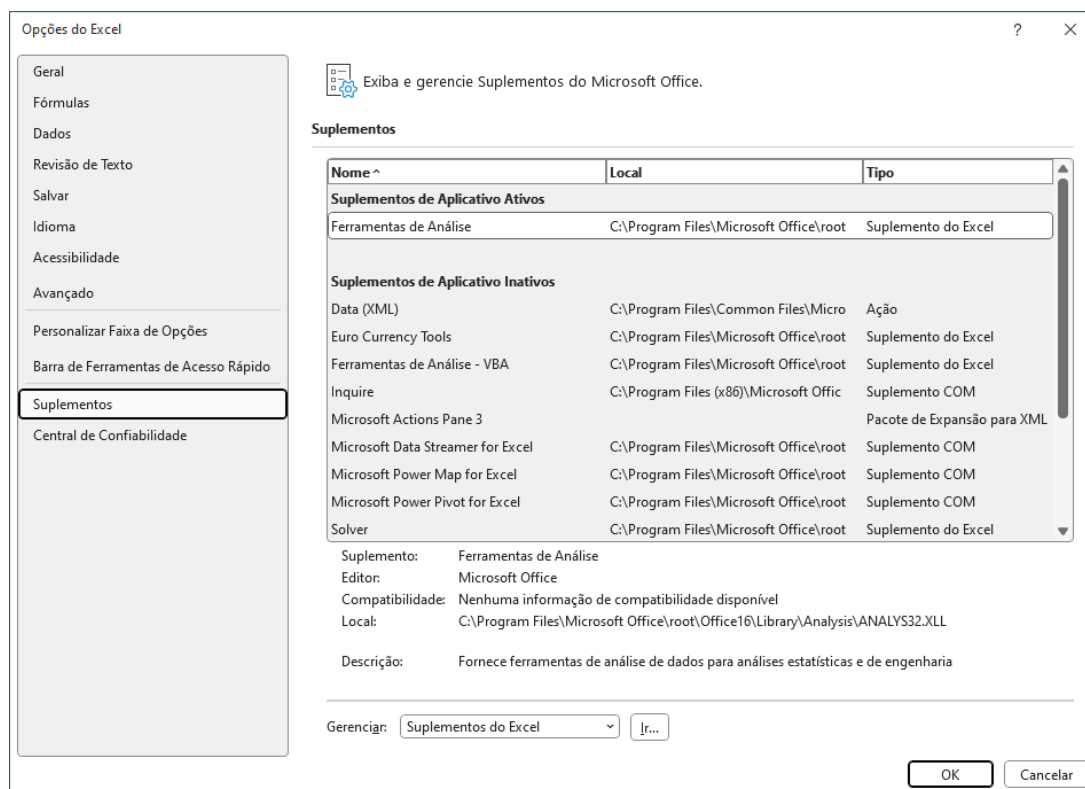 Opções do Excel
?
Geral
Fórmulas
Dados
Revisão de Texto
Salvar
Idioma
Acessibilidade
Avançado
Personalizar Faixa de Opções
Barra de Ferramentas de Acesso Rápido
Suplementos
Central de Confiabilidade
Exiba e gerencie Suplementos do Microsoft Office.
Suplementos
Nome Local Tipo
Suplementos de Aplicativo Ativos
Ferramentas de Análise C:\Program Files\Microsoft Office\root Suplemento do Excel
Suplementos de Aplicativo Inativos
Data (XML) C:\Program Files\Common Files\Micro Ação
Euro Currency Tools C:\Program Files\Microsoft Office\root Suplemento do Excel
Ferramentas de Análise - VBA C:\Program Files\Microsoft Office\root Suplemento do Excel
Inquire C:\Program Files (x86)\Microsoft Offic Suplemento COM
Microsoft Actions Pane 3 Pacote de Expansão para XML
Microsoft Data Streamer for Excel C:\Program Files\Microsoft Office\root Suplemento COM
Microsoft Power Map for Excel C:\Program Files\Microsoft Office\root Suplemento COM
Microsoft Power Pivot for Excel C:\Program Files\Microsoft Office\root Suplemento COM
Solver C:\Program Files\Microsoft Office\root Suplemento do Excel
Suplemento: Ferramentas de Análise
Editor: Microsoft Office
Compatibilidade: Nenhuma informação de compatibilidade disponível
Local: C:\Program Files\Microsoft Office\root\Office16\Library\Analysis\ANALYS32.XLL
Descrição: Fornece ferramentas de análise de dados para análises estatísticas e de engenharia
Gerenciar: Suplementos do Excel Ir...
OK Cancelar